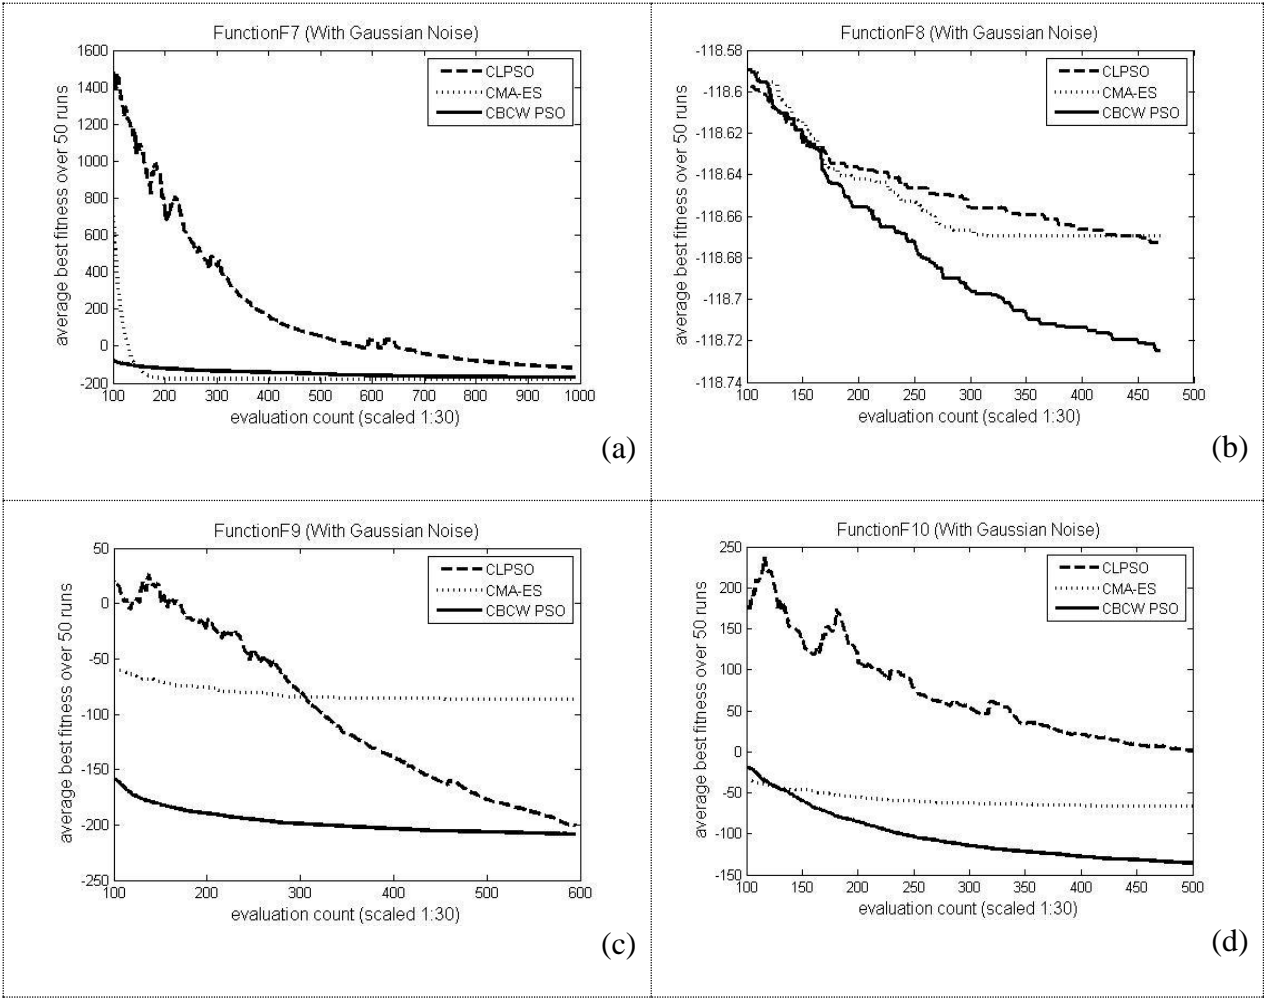 FunctionF7 (With Gaussian Noise)
1600
1400
1200
1000
800
600
400
200
0
-200
average best fitness over 50 runs
CLPSO
CMA-ES
CBCW PSO
100 200 300 400 500 600 700 800 900 1000
evaluation count (scaled 1:30)
(a)
FunctionF8 (With Gaussian Noise)
-118.58
-118.6
-118.62
-118.64
-118.66
-118.68
-118.7
-118.72
-118.74
average best fitness over 50 runs
CLPSO
CMA-ES
CBCW PSO
100 150 200 250 300 350 400 450 500
evaluation count (scaled 1:30)
(b)
FunctionF9 (With Gaussian Noise)
50
0
-50
-100
-150
-200
-250
average best fitness over 50 runs
CLPSO
CMA-ES
CBCW PSO
100 200 300 400 500 600
evaluation count (scaled 1:30)
(c)
FunctionF10 (With Gaussian Noise)
250
200
150
100
50
0
-50
-100
-150
average best fitness over 50 runs
CLPSO
CMA-ES
CBCW PSO
100 150 200 250 300 350 400 450 500
evaluation count (scaled 1:30)
(d)